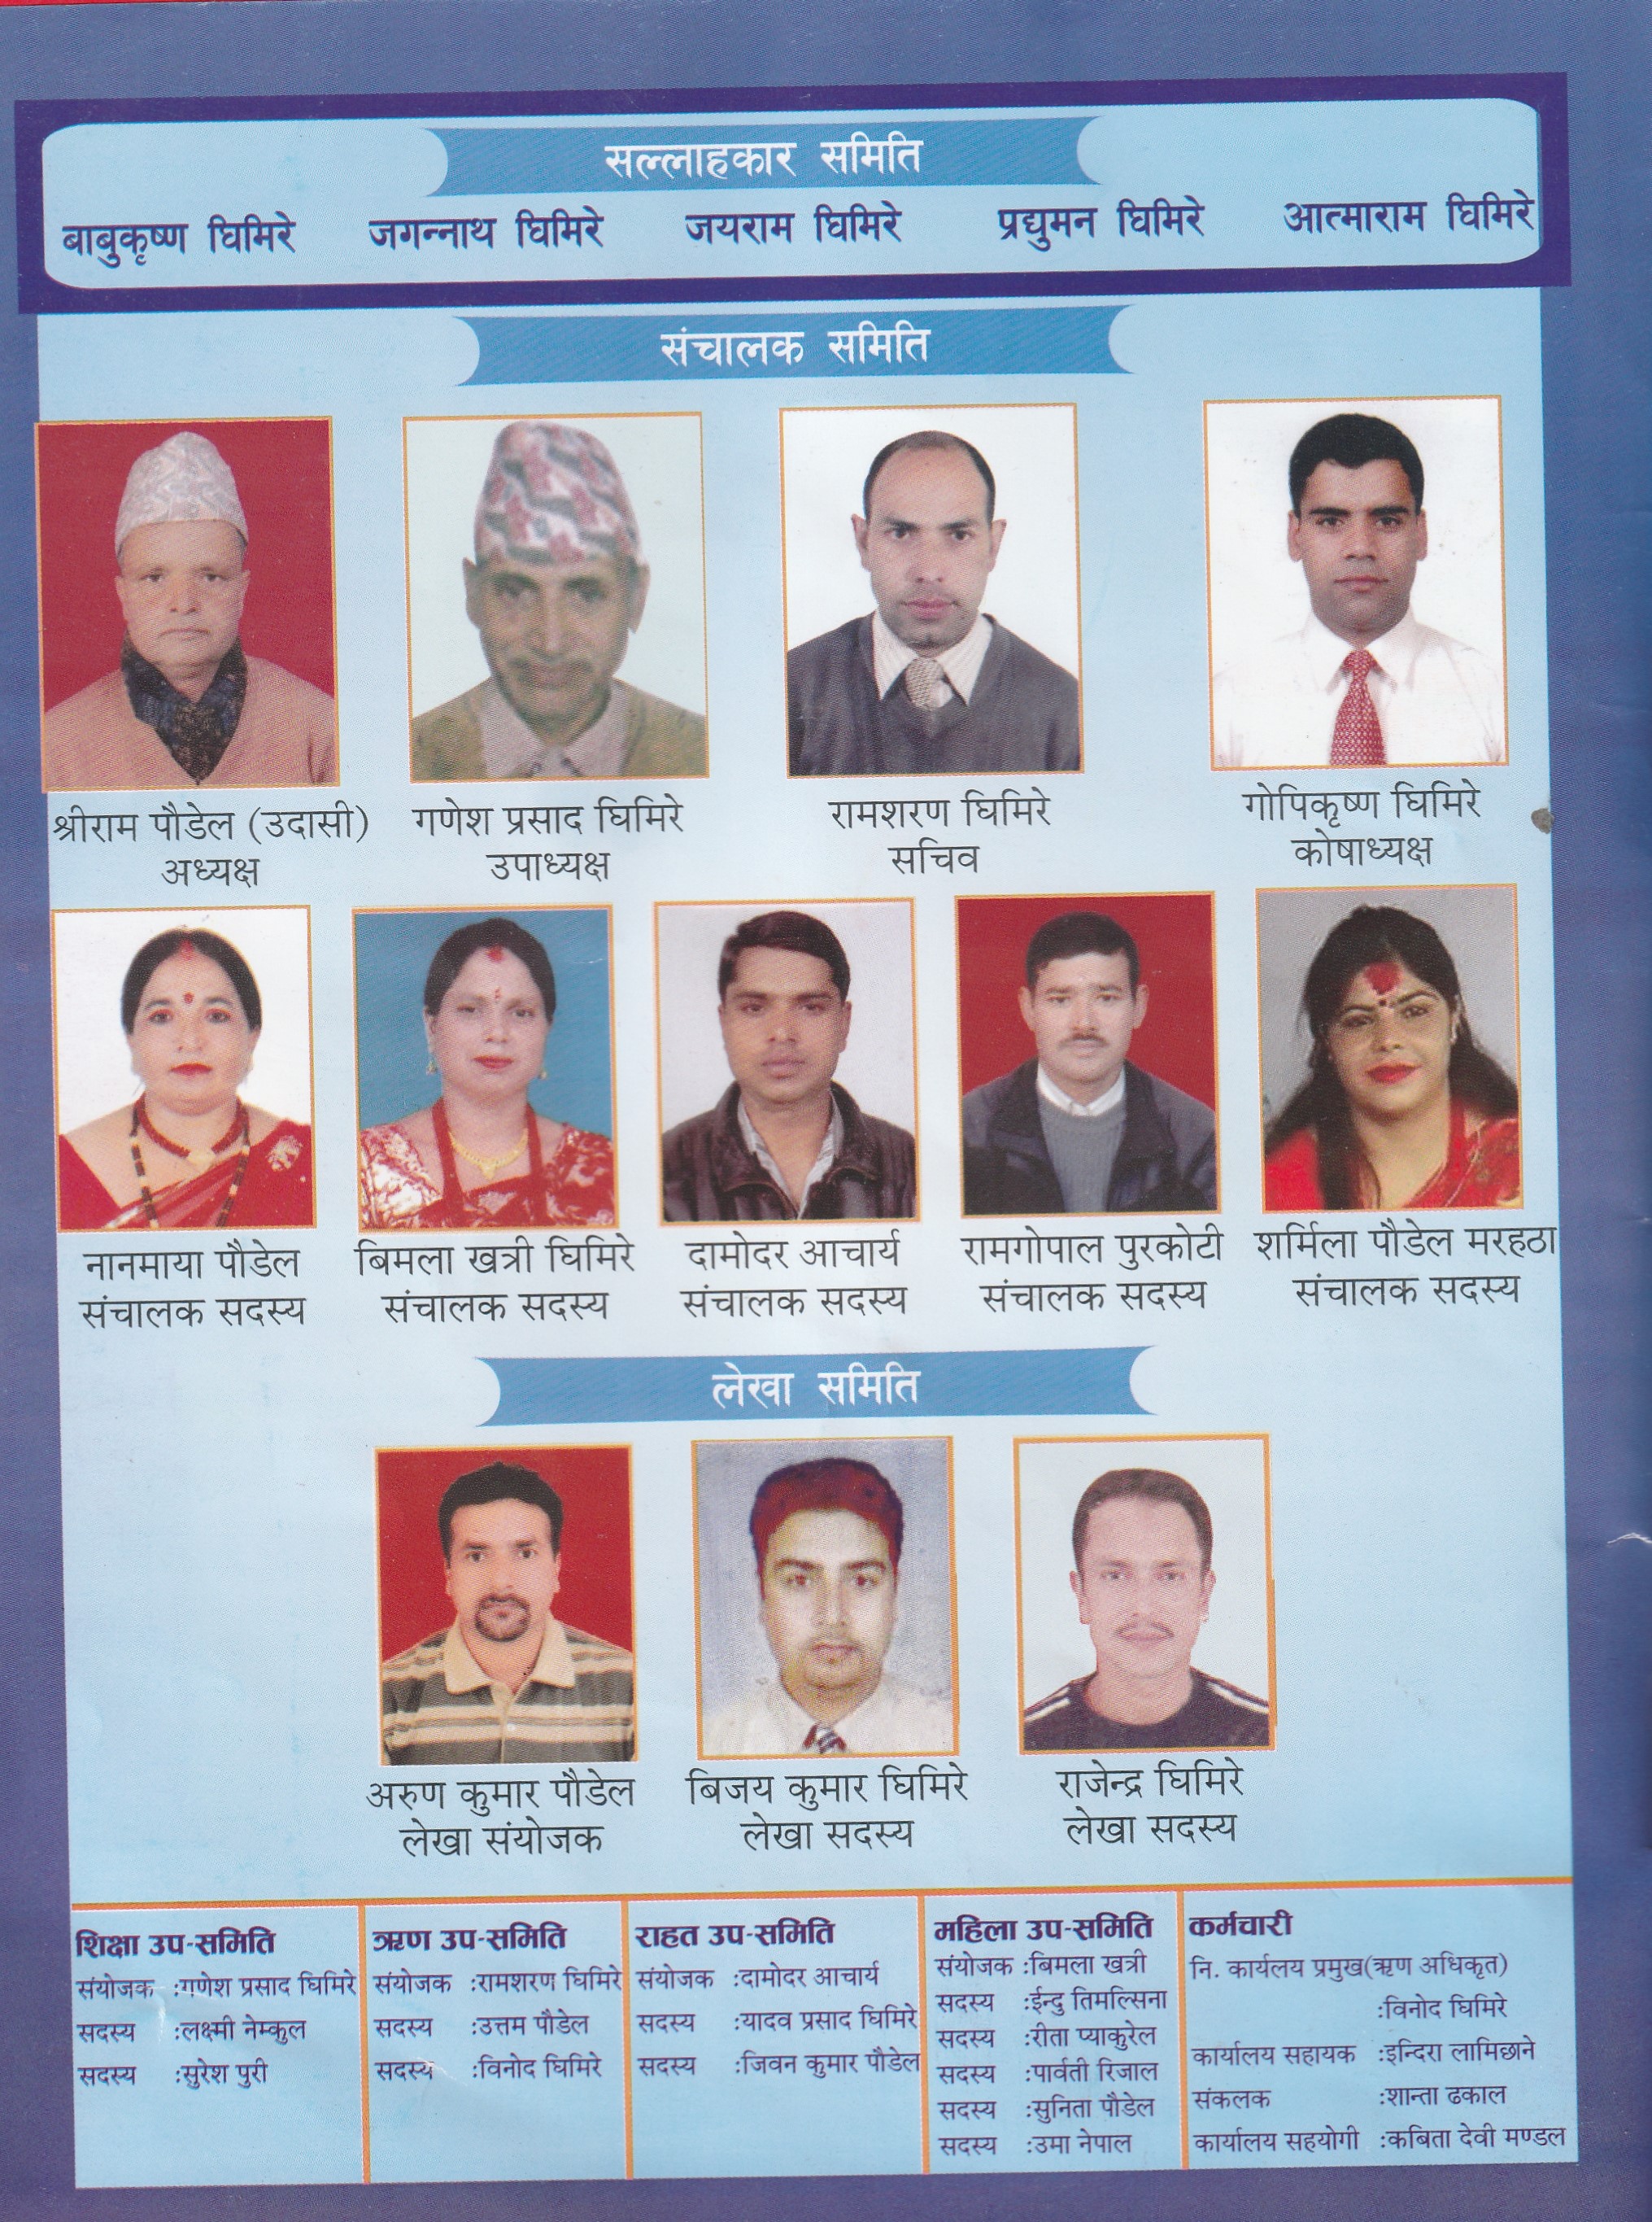 सल्लाहकार समिति
बाबुकृष्ण घिमिरे जगन्नाथ घिमिरे जयराम घिमिरे प्रद्युमन घिमिरे आत्माराम घिमिरे
संचालक समिति
श्रीराम पौडेल (उदासी) गणेश प्रसाद घिमिरे रामशरण घिमिरे गोपिकृष्ण घिमिरे
अध्यक्ष उपाध्यक्ष सचिव कोषाध्यक्ष
नानमाया पौडेल बिमला खत्री घिमिरे दामोदर आचार्य रामगोपाल पुरकोटी शर्मिला पौडेल मरहठा
संचालक सदस्य संचालक सदस्य संचालक सदस्य संचालक सदस्य संचालक सदस्य
लेखा समिति
अरुण कुमार पौडेल बिजय कुमार घिमिरे राजेन्द्र घिमिरे
लेखा संयोजक लेखा सदस्य लेखा सदस्य
शिक्षा उप-समिति
संयोजक :गणेश प्रसाद घिमिरे
सदस्य :लक्ष्मी नेम्कुल
सदस्य :सुरेश पुरी
ऋण उप-समिति
संयोजक :रामशरण घिमिरे
सदस्य :उत्तम पौडेल
सदस्य :विनोद घिमिरे
राहत उप-समिति
संयोजक :दामोदर आचार्य
सदस्य :यादव प्रसाद घिमिरे
सदस्य :जिवन कुमार पौडेल
महिला उप-समिति
संयोजक :बिमला खत्री
सदस्य :ईन्दु तिमल्सिना
सदस्य :रीता प्याकुरेल
सदस्य :पार्वती रिजाल
सदस्य :सुनिता पौडेल
सदस्य :उमा नेपाल
कर्मचारी
नि. कार्यलय प्रमुख(ऋण अधिकृत)
:विनोद घिमिरे
कार्यालय सहायक :इन्दिरा लामिछाने
संकलक :शान्ता ढकाल
कार्यालय सहयोगी :कबिता देवी मण्डल